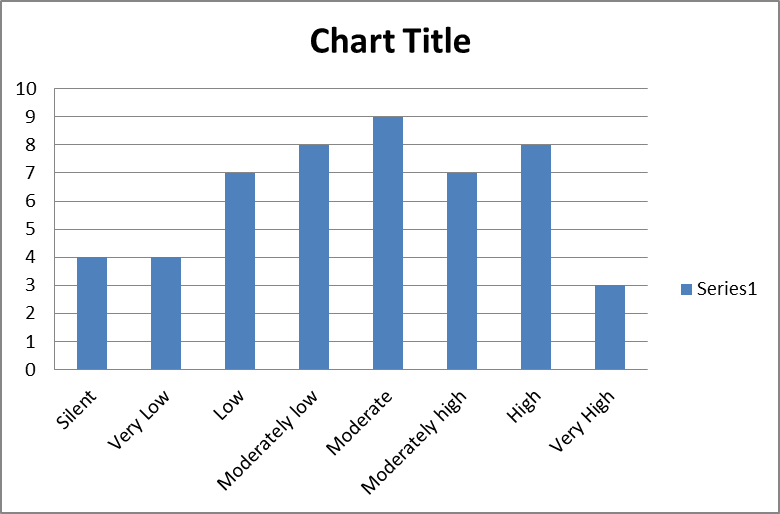 Chart Title
10
9
8
7
6
5
4
3
2
1
0
Silent
Very Low
Low
Moderately low
Moderate
Moderately high
High
Very High
Series1